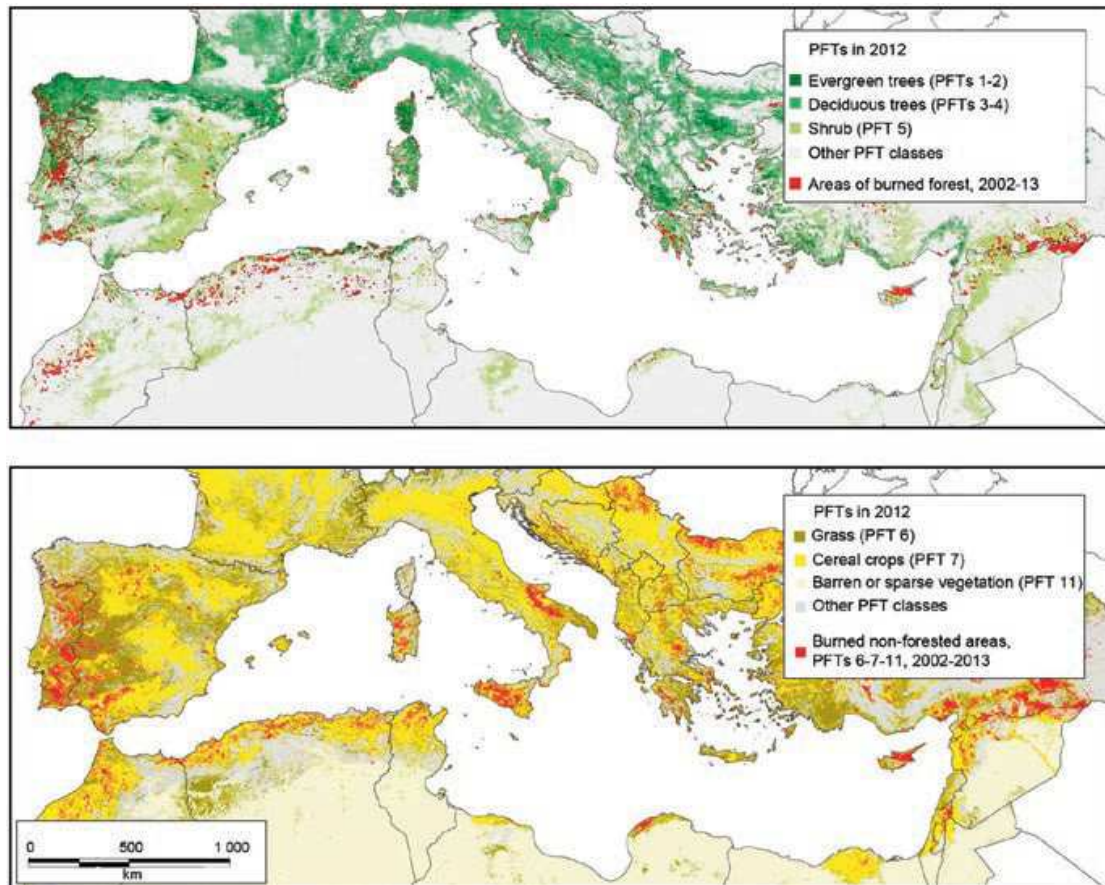 PFTs in 2012
Evergreen trees (PFTs 1-2)
Deciduous trees (PFTs 3-4)
Shrub (PFT 5)
Other PFT classes
Areas of burned forest, 2002-13
PFTs in 2012
Grass (PFT 6)
Cereal crops (PFT 7)
Barren or sparse vegetation (PFT 11)
Other PFT classes
Burned non-forested areas,
PFTs 6-7-11, 2002-2013
0 500 1 000
km